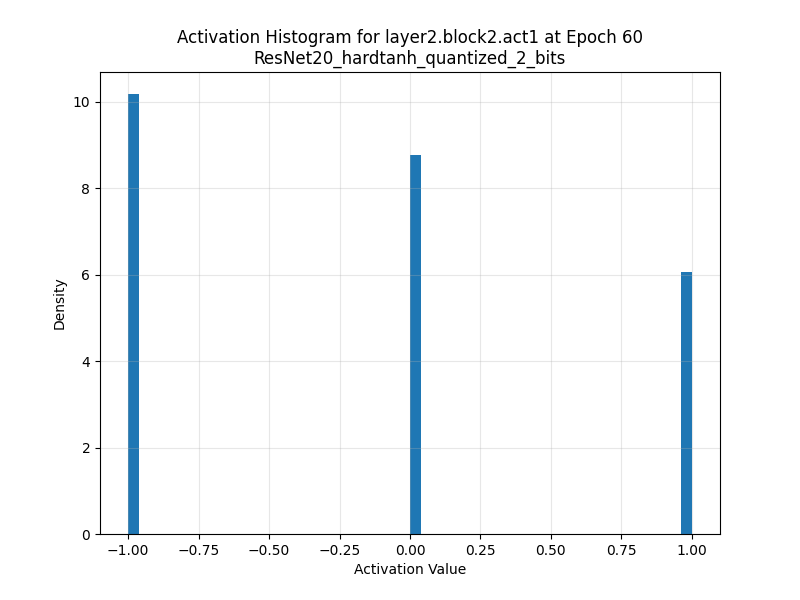 Activation Histogram for layer2.block2.act1 at Epoch 60
ResNet20_hardtanh_quantized_2_bits
Density
10
8
6
4
2
0
−1.00 −0.75 −0.50 −0.25 0.00 0.25 0.50 0.75 1.00
Activation Value